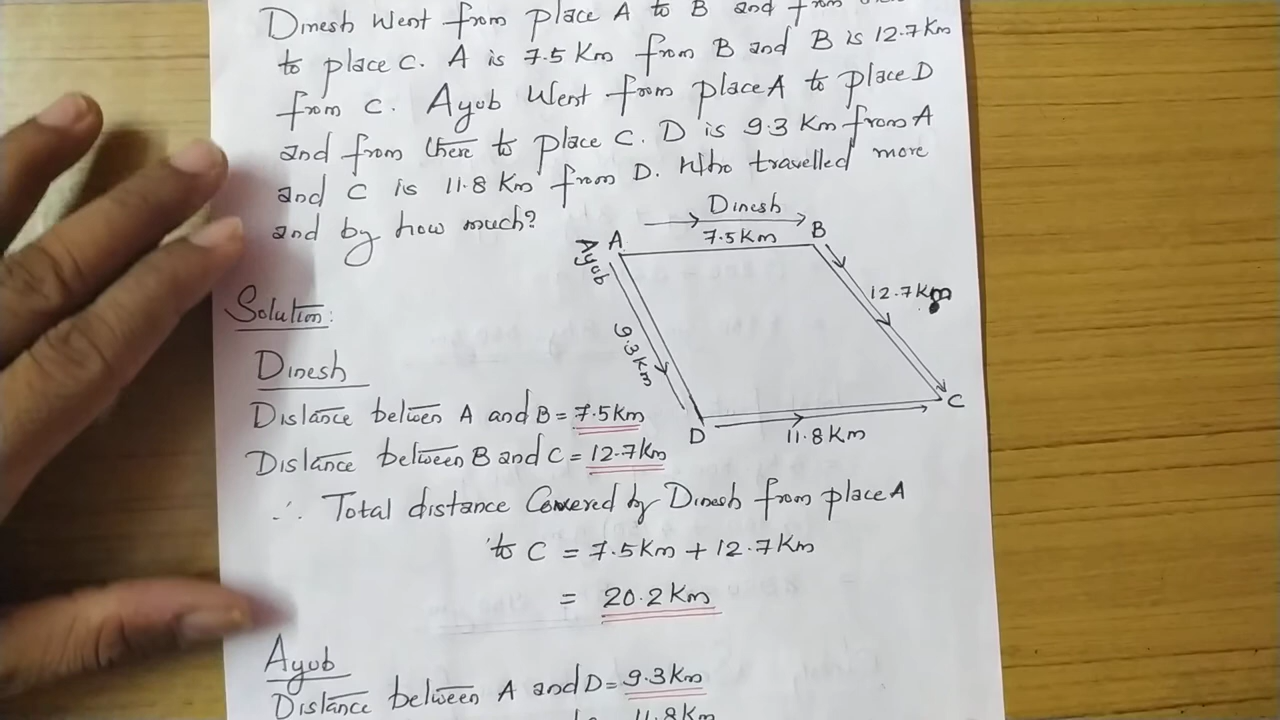 Dinesh Went from place A to B and from
to place C. A is 7.5 Km from B and B is 12.7 Km
from C. Ayub Went from place A to place D
and from there to place C. D is 9.3 Km from A
and C is 11.8 Km from D. Who travelled more
and by how much?
Dinesh
A 7.5 Km B
Ayub
12.7 Km
9.3 Km
C
D 11.8 Km
Solution:
Dinesh
Distance between A and B = 7.5 Km
Distance between B and C = 12.7 Km
∴ Total distance Covered by Dinesh from place A
to C = 7.5 Km + 12.7 Km
= 20.2 Km
Ayub
Distance between A and D = 9.3 Km
11.8 Km